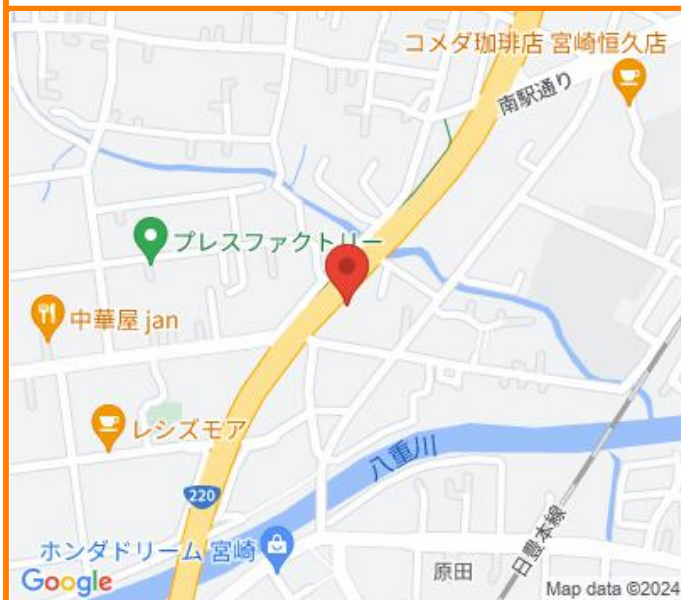 コメダ珈琲店 宮崎恒久店
南駅通り
プレスファクトリー
中華屋 jan
レシズモア
八重川
220
ホンダドリーム 宮崎
日豊本線
原田
Google
Map data ©2024